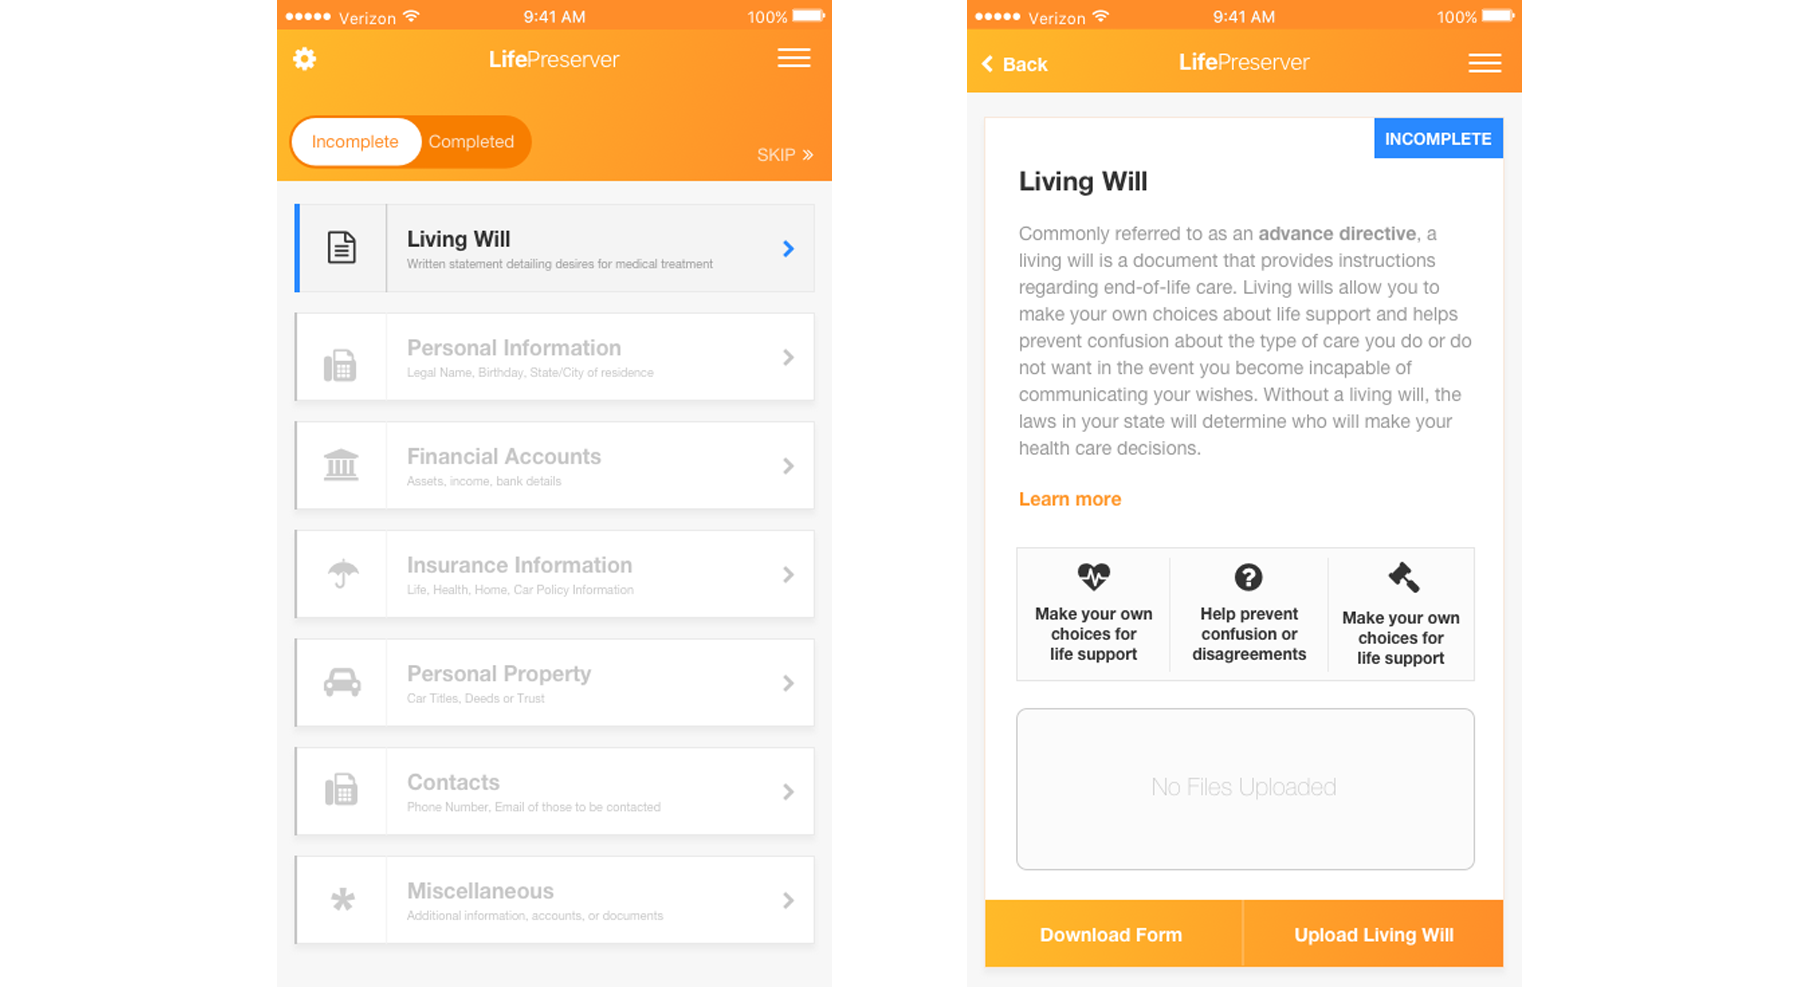 Verizon 9:41 AM 100%
LifePreserver
Incomplete Completed
SKIP »
Living Will
Written statement detailing desires for medical treatment
Personal Information
Legal Name, Birthday, State/City of residence
Financial Accounts
Assets, income, bank details
Insurance Information
Life, Health, Home, Car Policy Information
Personal Property
Car Titles, Deeds or Trust
Contacts
Phone Number, Email of those to be contacted
Miscellaneous
Additional information, accounts, or documents
Verizon 9:41 AM 100%
Back LifePreserver
INCOMPLETE
Living Will
Commonly referred to as an advance directive, a
living will is a document that provides instructions
regarding end-of-life care. Living wills allow you to
make your own choices about life support and helps
prevent confusion about the type of care you do or do
not want in the event you become incapable of
communicating your wishes. Without a living will, the
laws in your state will determine who will make your
health care decisions.
Learn more
Make your own
choices for
life support
Help prevent
confusion or
disagreements
Make your own
choices for
life support
No Files Uploaded
Download Form Upload Living Will